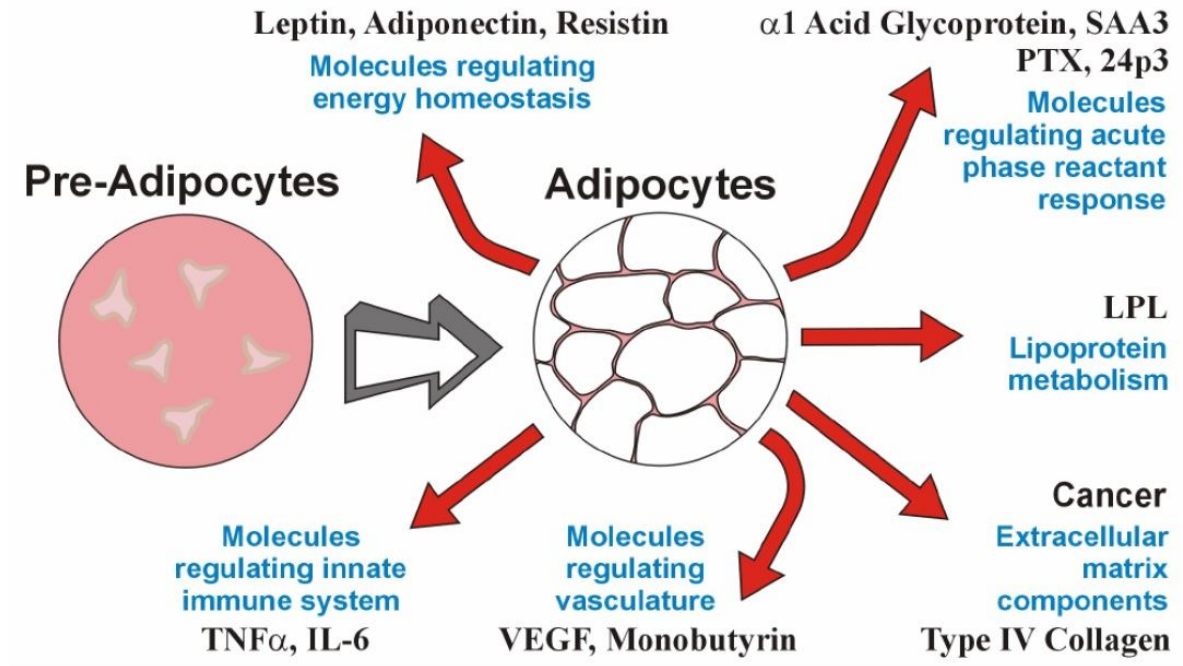 Leptin, Adiponectin, Resistin
Molecules regulating
energy homeostasis
α1 Acid Glycoprotein, SAA3
PTX, 24p3
Molecules
regulating acute
phase reactant
response
Pre-Adipocytes
Adipocytes
LPL
Lipoprotein
metabolism
Cancer
Extracellular
matrix
components
Type IV Collagen
Molecules
regulating innate
immune system
TNFα, IL-6
Molecules
regulating
vasculature
VEGF, Monobutyrin